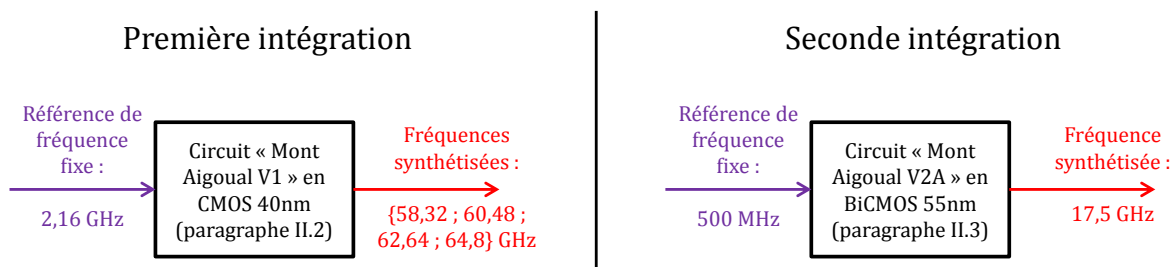 Première intégration
Référence de
fréquence
fixe :
2,16 GHz
Circuit « Mont
Aigoual V1 » en
CMOS 40nm
(paragraphe II.2)
Fréquences
synthétisées :
{58,32 ; 60,48 ;
62,64 ; 64,8} GHz
Seconde intégration
Référence de
fréquence
fixe :
500 MHz
Circuit « Mont
Aigoual V2A » en
BiCMOS 55nm
(paragraphe II.3)
Fréquence
synthétisée :
17,5 GHz